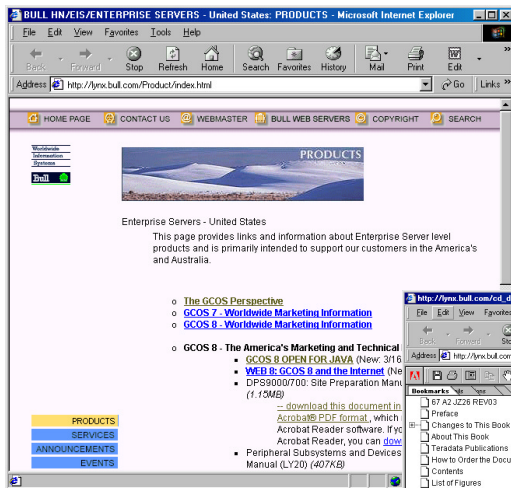 BULL HN/EIS/ENTERPRISE SERVERS - United States: PRODUCTS - Microsoft Internet Explorer
File Edit View Favorites Tools Help
Back Forward Stop Refresh Home Search Favorites History Mail Print Edit
Address http://lynx.bull.com/Product/index.html Go Links »
HOME PAGE CONTACT US WEBMASTER BULL WEB SERVERS COPYRIGHT SEARCH
Worldwide
Information
Systems
Bull
PRODUCTS
Enterprise Servers - United States
This page provides links and information about Enterprise Server level
products and is primarily intended to support our customers in the America's
and Australia.
o The GCOS Perspective
o GCOS 7 - Worldwide Marketing Information
o GCOS 8 - Worldwide Marketing Information
o GCOS 8 - The America's Marketing and Technical
GCOS 8 OPEN FOR JAVA (New: 3/16
WEB 8: GCOS 8 and the Internet (Ne
DPS9000/700: Site Preparation Manu
(1.15MB)
-- download this document in
Acrobat® PDF format , which
Acrobat Reader software. If yo
Acrobat Reader, you can dow
Peripheral Subsystems and Devices
Manual (LY20) (407KB)
PRODUCTS
SERVICES
ANNOUNCEMENTS
EVENTS
http://lynx.bull.com/cd_d
File Edit View Favorites
Back Forward Sto
Address http://lynx.bull.com
Bookmarks
67 A2 JZ26 REV03
Preface
Changes to This Book
About This Book
Teradata Publications
How to Order the Docu
Contents
List of Figures